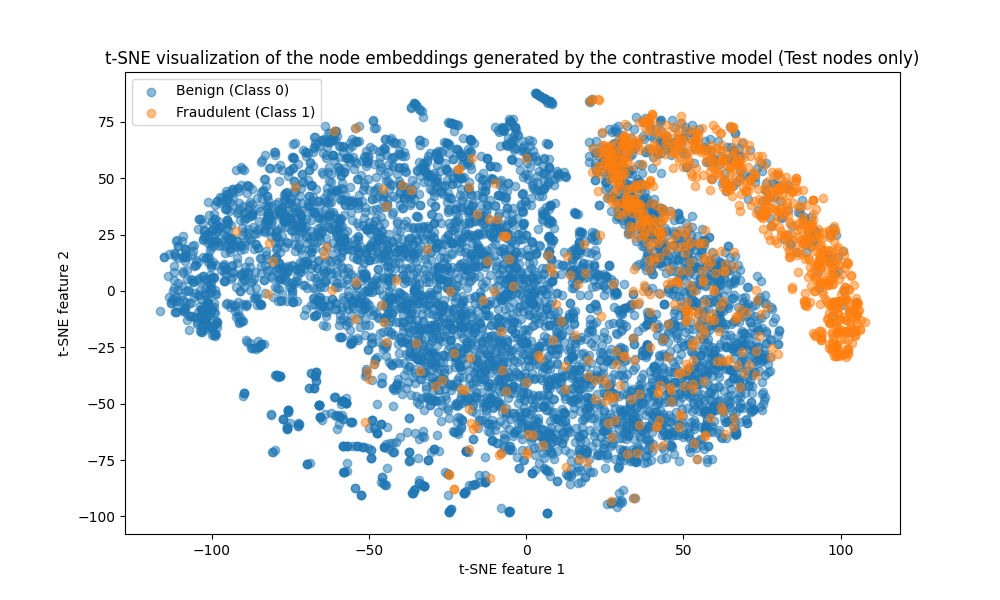 t-SNE visualization of the node embeddings generated by the contrastive model (Test nodes only)
Benign (Class 0)
Fraudulent (Class 1)
75
50
25
0
−25
−50
−75
−100
t-SNE feature 2
−100
−50
0
50
100
t-SNE feature 1